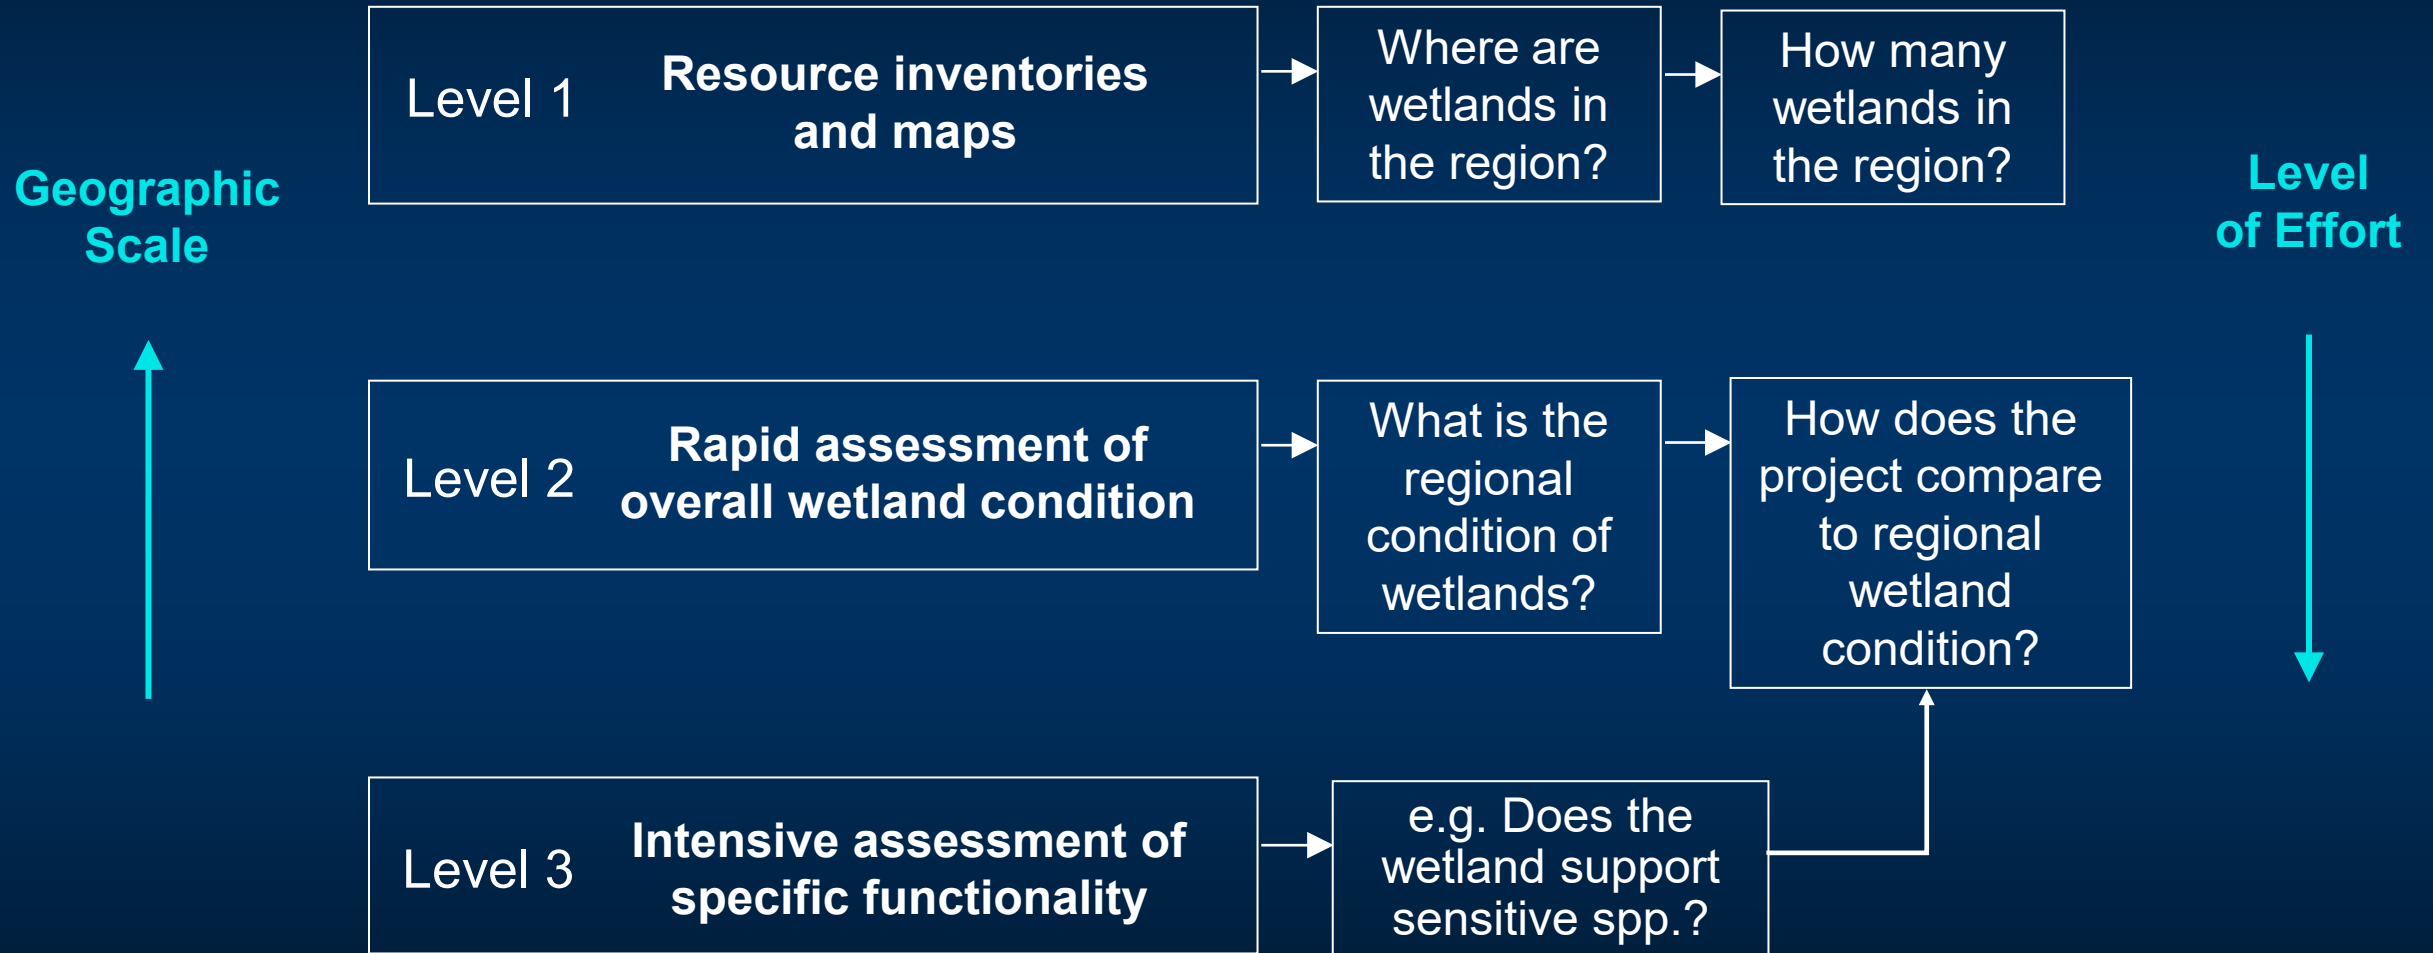 Geographic
Scale
Level 1
Resource inventories
and maps
Where are
wetlands in
the region?
How many
wetlands in
the region?
Level
of Effort
Level 2
Rapid assessment of
overall wetland condition
What is the
regional
condition of
wetlands?
How does the
project compare
to regional
wetland
condition?
Level 3
Intensive assessment of
specific functionality
e.g. Does the
wetland support
sensitive spp.?